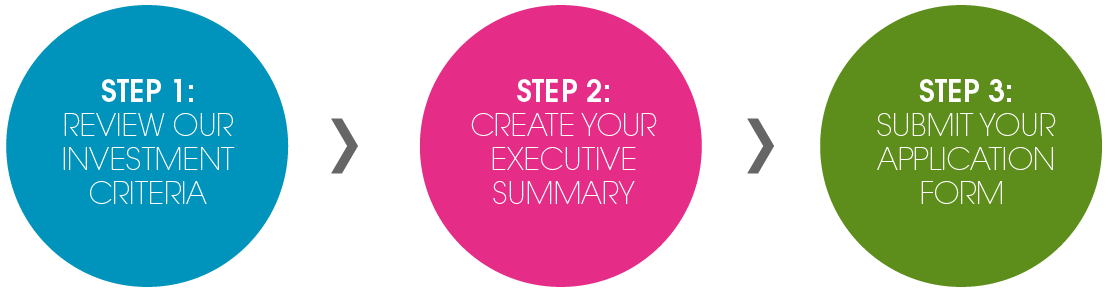 STEP 1:
REVIEW OUR
INVESTMENT
CRITERIA
STEP 2:
CREATE YOUR
EXECUTIVE
SUMMARY
STEP 3:
SUBMIT YOUR
APPLICATION
FORM